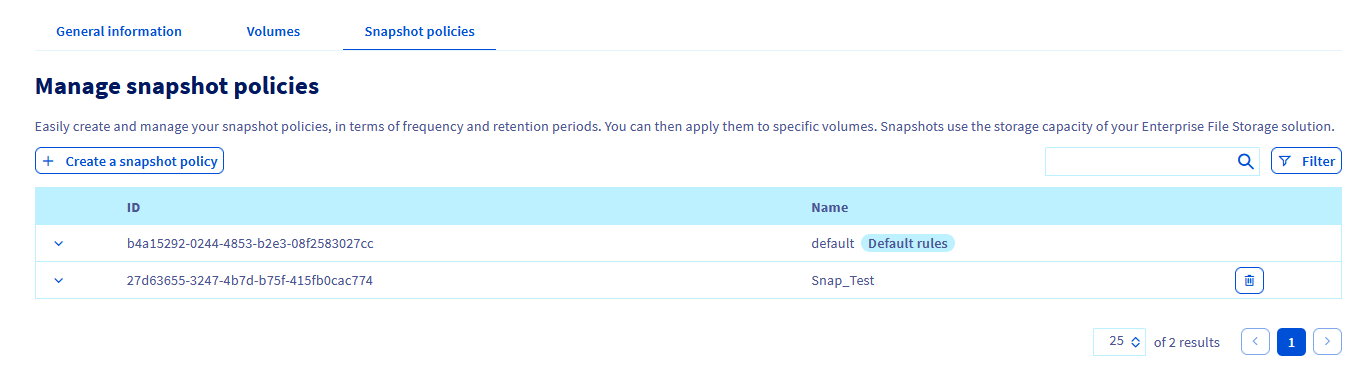 General information Volumes Snapshot policies
Manage snapshot policies
Easily create and manage your snapshot policies, in terms of frequency and retention periods. You can then apply them to specific volumes. Snapshots use the storage capacity of your Enterprise File Storage solution.
+ Create a snapshot policy Filter
ID Name
b4a15292-0244-4853-b2e3-08f2583027cc default Default rules
27d63655-3247-4b7d-b75f-415fb0cac774 Snap_Test
25 of 2 results 1